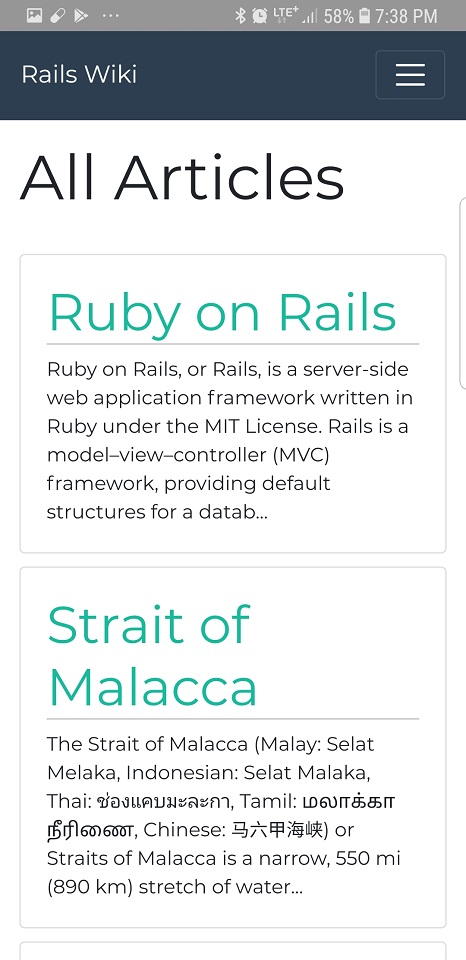 LTE+ 58% 7:38 PM
Rails Wiki
All Articles
Ruby on Rails
Ruby on Rails, or Rails, is a server-side
web application framework written in
Ruby under the MIT License. Rails is a
model–view–controller (MVC)
framework, providing default
structures for a datab...
Strait of
Malacca
The Strait of Malacca (Malay: Selat
Melaka, Indonesian: Selat Malaka,
Thai: ช่องแคบมะละกา, Tamil: மலாக்கா
நீரிணை, Chinese: 马六甲海峡) or
Straits of Malacca is a narrow, 550 mi
(890 km) stretch of water...